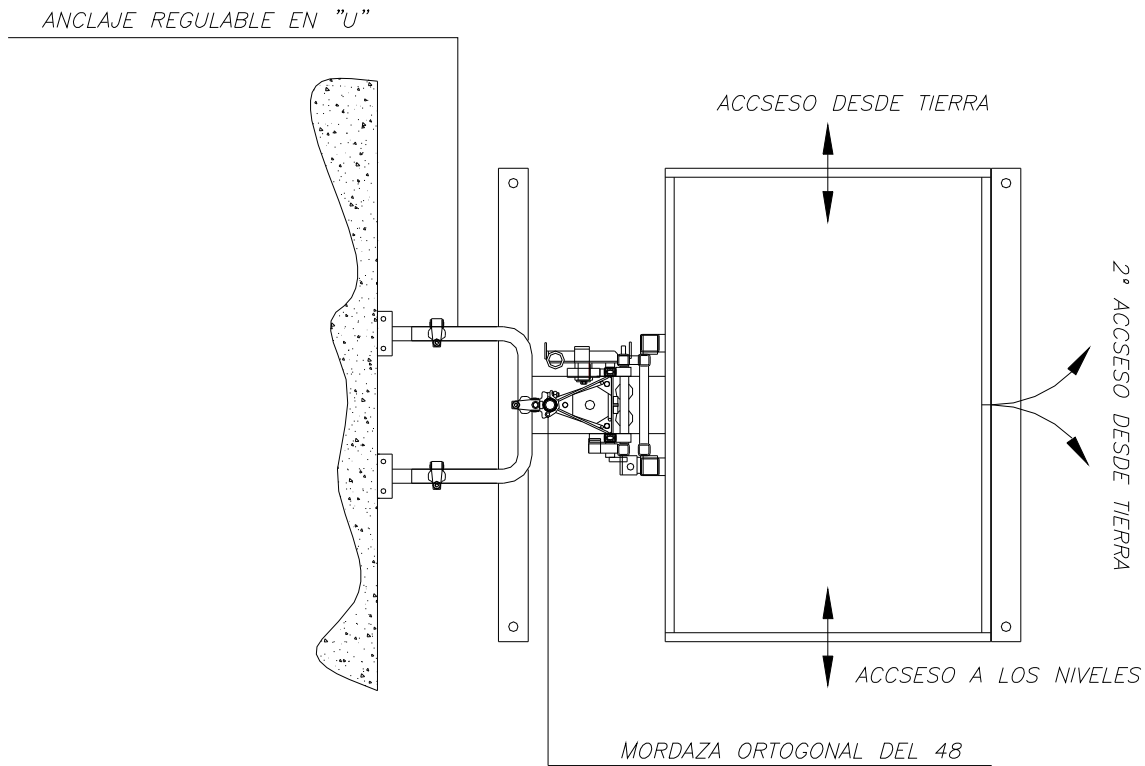 ANCLAJE REGULABLE EN "U"
ACCSESO DESDE TIERRA
2° ACCSESO DESDE TIERRA
ACCSESO A LOS NIVELES
MORDAZA ORTOGONAL DEL 48